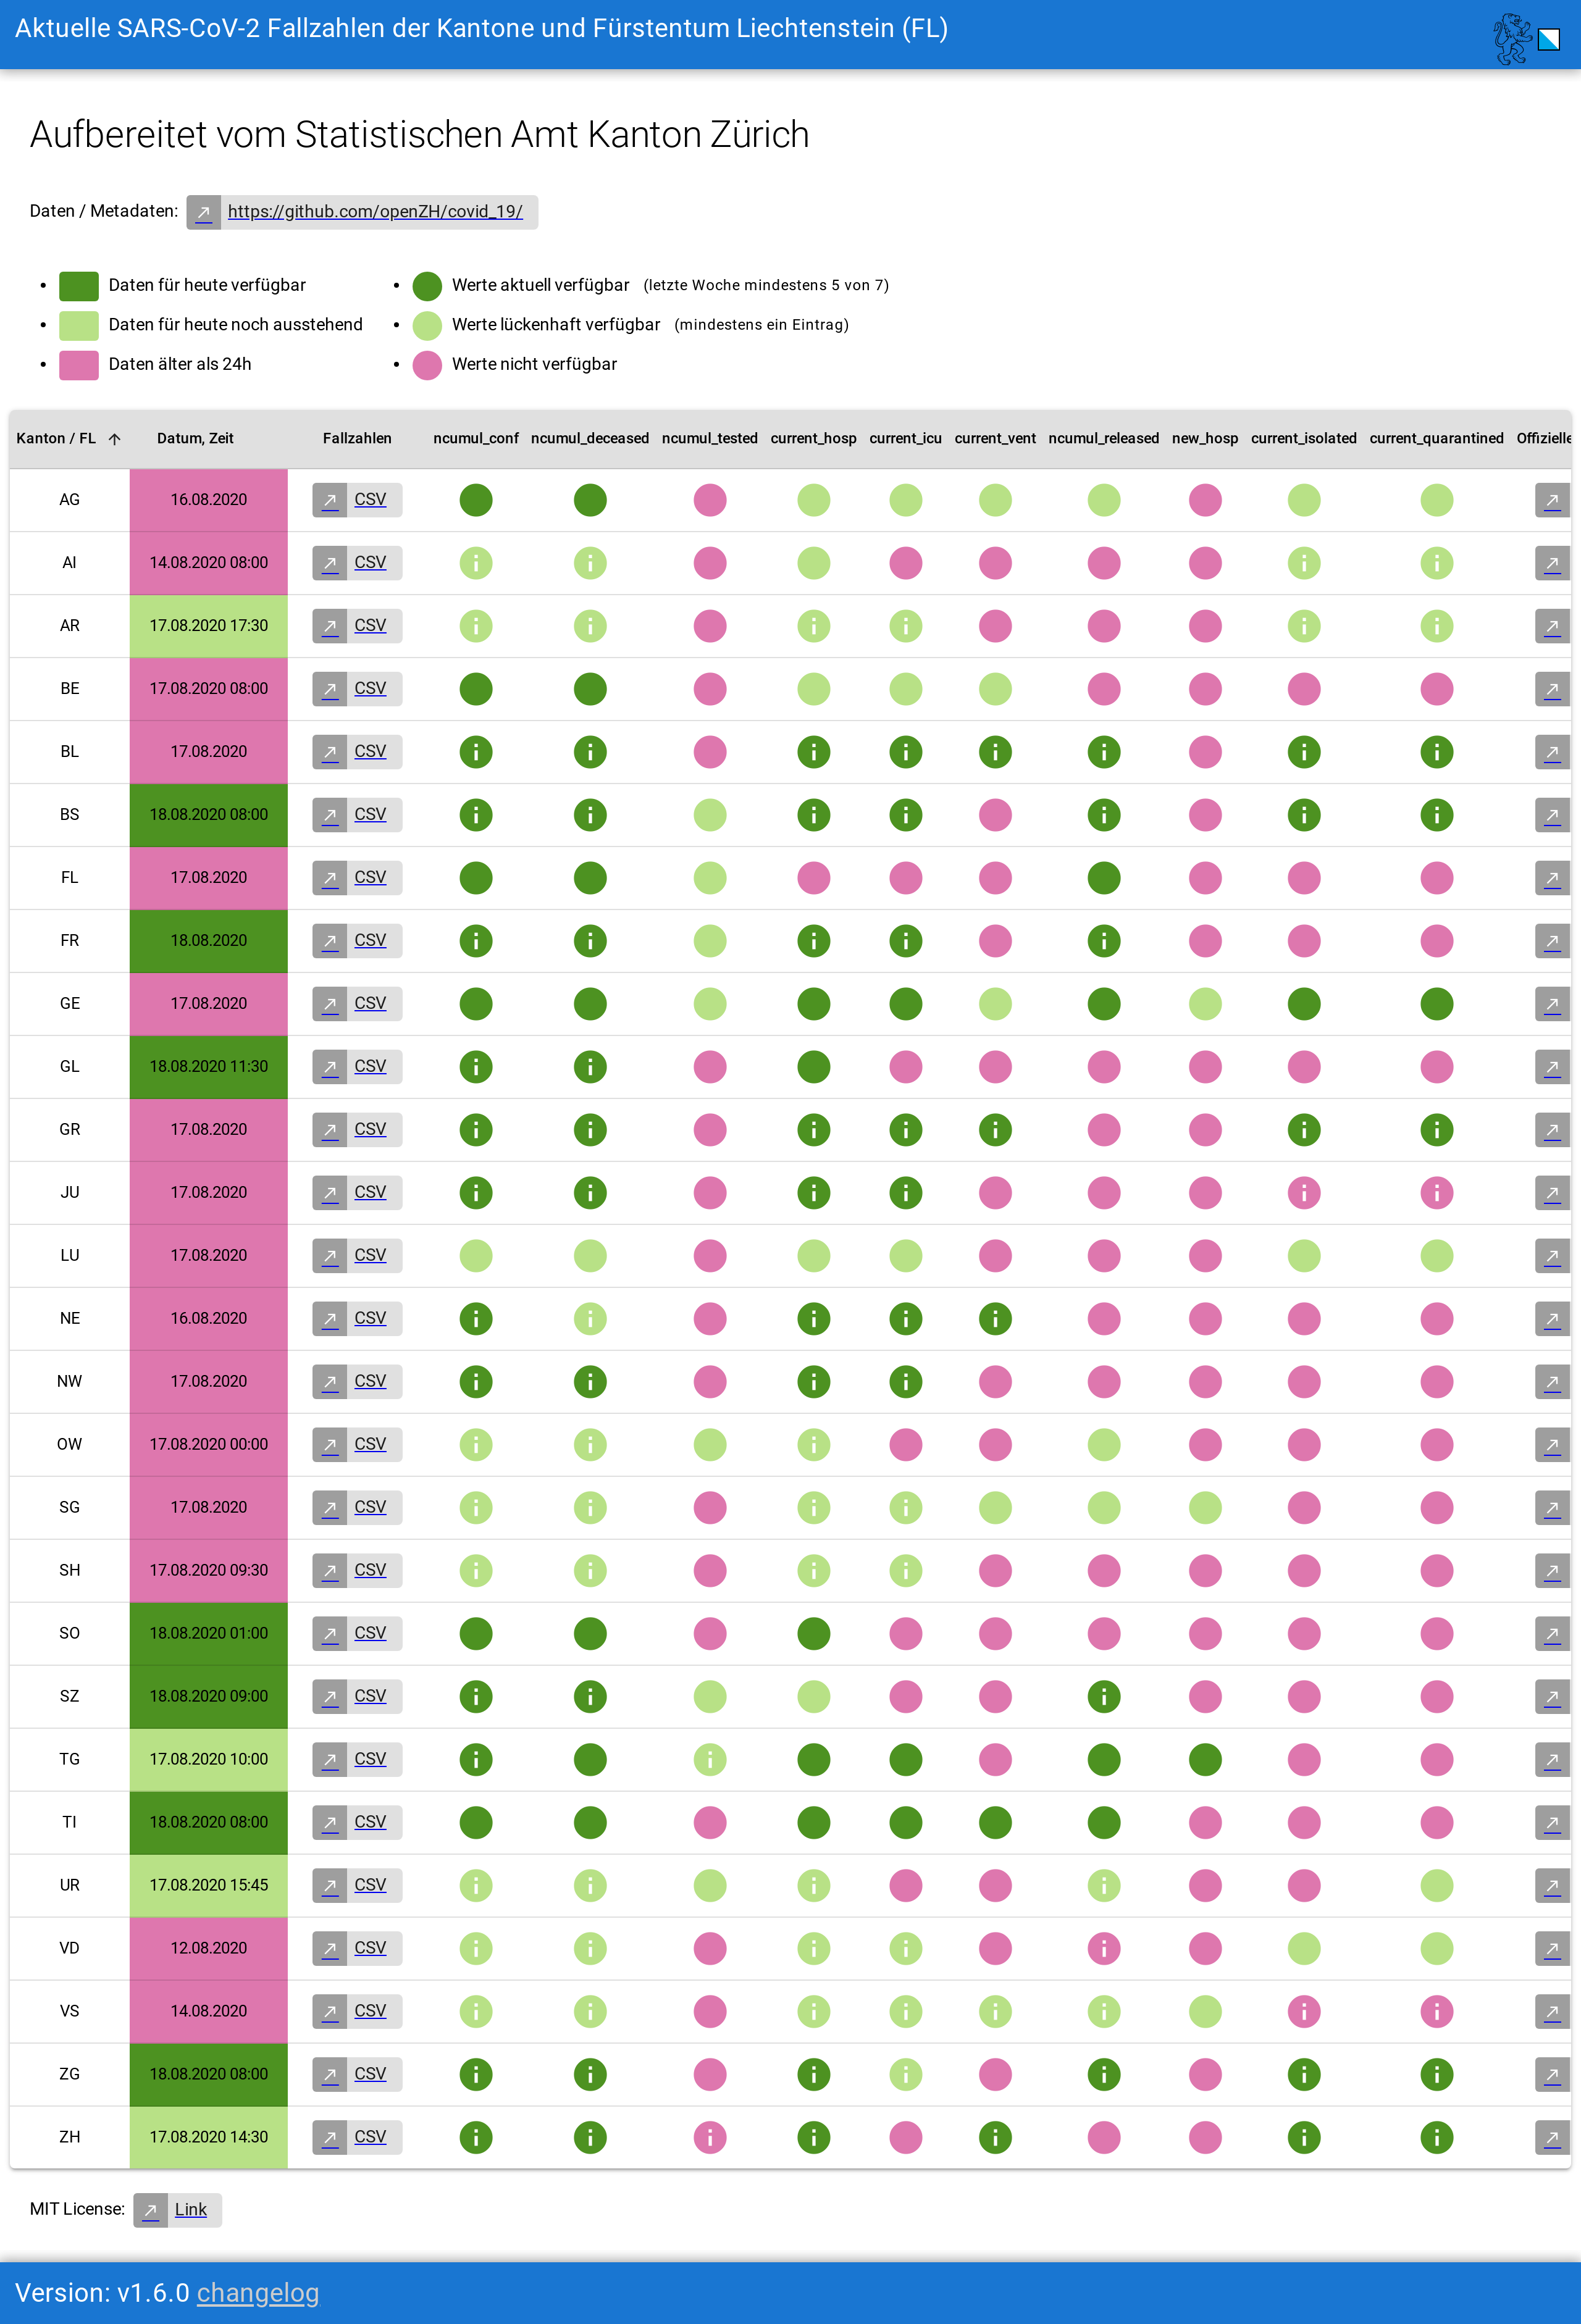 Aktuelle SARS-CoV-2 Fallzahlen der Kantone und Fürstentum Liechtenstein (FL)
Aufbereitet vom Statistischen Amt Kanton Zürich
Daten / Metadaten: https://github.com/openZH/covid_19/
Daten für heute verfügbar
Daten für heute noch ausstehend
Daten älter als 24h
Werte aktuell verfügbar (letzte Woche mindestens 5 von 7)
Werte lückenhaft verfügbar (mindestens ein Eintrag)
Werte nicht verfügbar
Kanton / FL Datum, Zeit Fallzahlen ncumul_conf ncumul_deceased ncumul_tested current_hosp current_icu current_vent ncumul_released new_hosp current_isolated current_quarantined Offizielle
AG 16.08.2020 CSV
AI 14.08.2020 08:00 CSV
AR 17.08.2020 17:30 CSV
BE 17.08.2020 08:00 CSV
BL 17.08.2020 CSV
BS 18.08.2020 08:00 CSV
FL 17.08.2020 CSV
FR 18.08.2020 CSV
GE 17.08.2020 CSV
GL 18.08.2020 11:30 CSV
GR 17.08.2020 CSV
JU 17.08.2020 CSV
LU 17.08.2020 CSV
NE 16.08.2020 CSV
NW 17.08.2020 CSV
OW 17.08.2020 00:00 CSV
SG 17.08.2020 CSV
SH 17.08.2020 09:30 CSV
SO 18.08.2020 01:00 CSV
SZ 18.08.2020 09:00 CSV
TG 17.08.2020 10:00 CSV
TI 18.08.2020 08:00 CSV
UR 17.08.2020 15:45 CSV
VD 12.08.2020 CSV
VS 14.08.2020 CSV
ZG 18.08.2020 08:00 CSV
ZH 17.08.2020 14:30 CSV
MIT License: Link
Version: v1.6.0 changelog